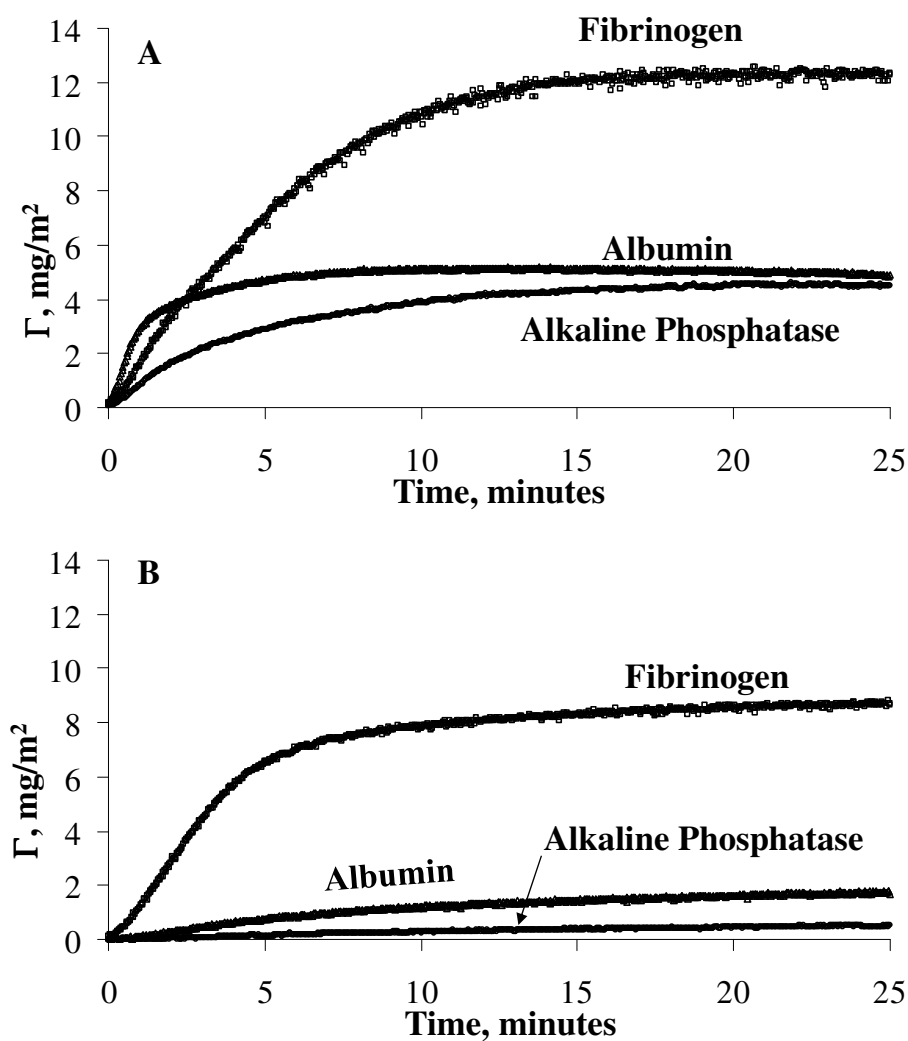 A
Fibrinogen
Albumin
Alkaline Phosphatase
Γ, mg/m²
14
12
10
8
6
4
2
0
0 5 10 15 20 25
Time, minutes
B
Fibrinogen
Alkaline Phosphatase
Albumin
Γ, mg/m²
14
12
10
8
6
4
2
0
0 5 10 15 20 25
Time, minutes